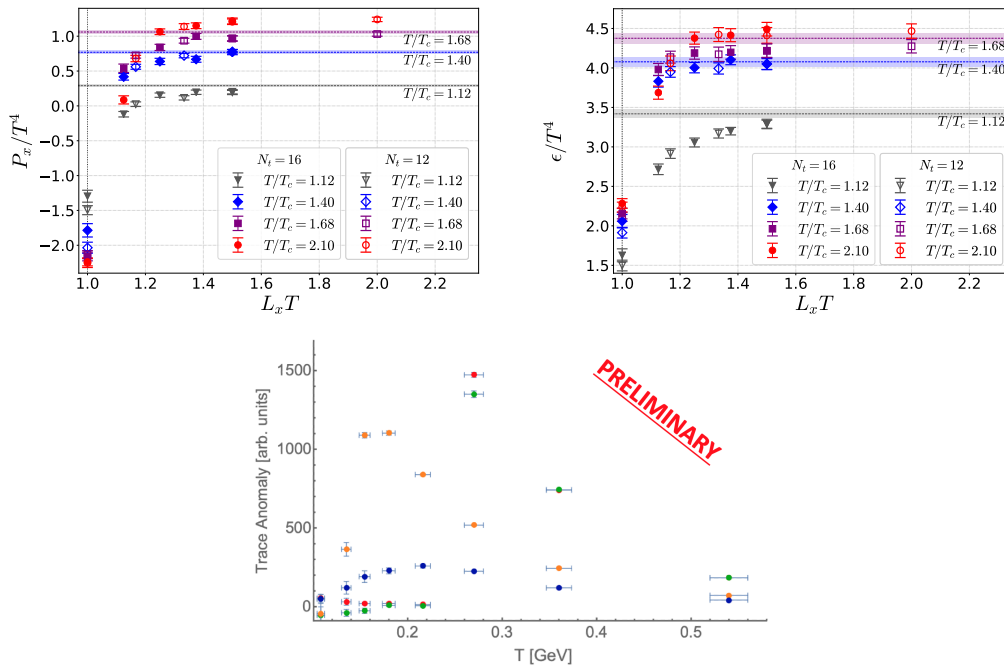 P_x/T^4
1.0
0.5
0.0
−0.5
−1.0
−1.5
−2.0
T/T_c=1.68
T/T_c=1.40
T/T_c=1.12
N_t = 16
T/T_c=1.12
T/T_c=1.40
T/T_c=1.68
T/T_c=2.10
N_t = 12
T/T_c=1.12
T/T_c=1.40
T/T_c=1.68
T/T_c=2.10
1.0 1.2 1.4 1.6 1.8 2.0 2.2
L_xT
ϵ/T^4
4.5
4.0
3.5
3.0
2.5
2.0
1.5
T/T_c=1.68
T/T_c=1.40
T/T_c=1.12
N_t = 16
T/T_c=1.12
T/T_c=1.40
T/T_c=1.68
T/T_c=2.10
N_t = 12
T/T_c=1.12
T/T_c=1.40
T/T_c=1.68
T/T_c=2.10
1.0 1.2 1.4 1.6 1.8 2.0 2.2
L_xT
Trace Anomaly [arb. units]
1500
1000
500
0
PRELIMINARY
0.2 0.3 0.4 0.5
T [GeV]